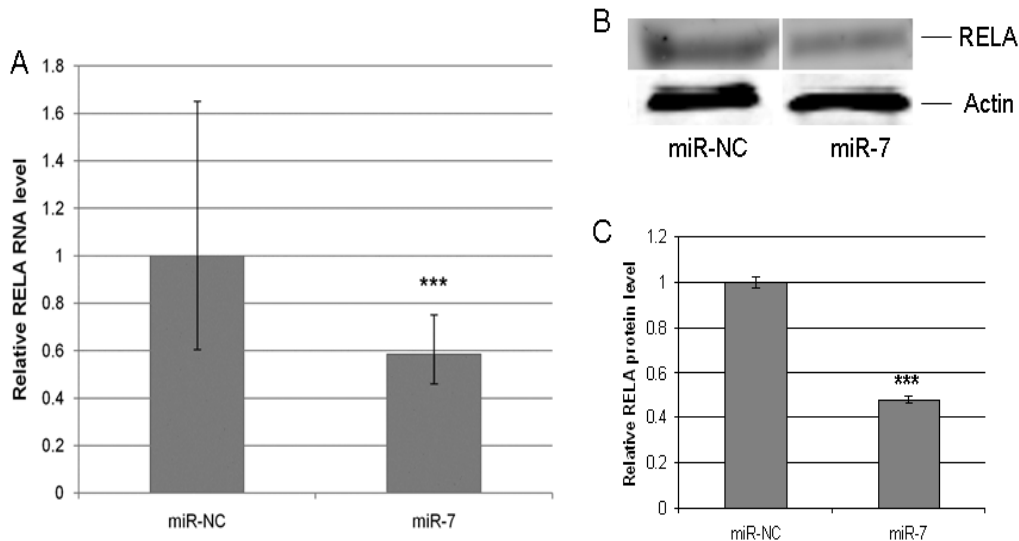 A
Relative RELA RNA level
1.8
1.6
1.4
1.2
1
0.8
0.6
0.4
0.2
0
***
miR-NC
miR-7
B
RELA
Actin
miR-NC
miR-7
C
Relative RELA protein level
1.2
1
0.8
0.6
0.4
0.2
0
***
miR-NC
miR-7